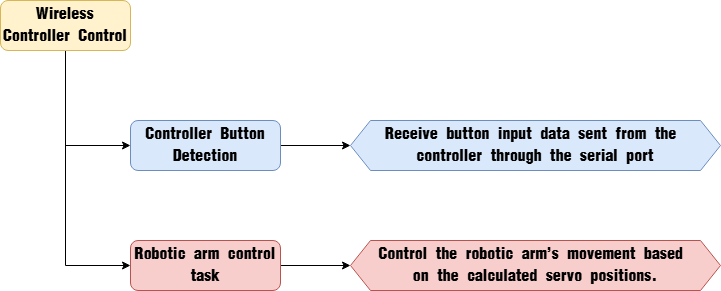 Wireless
Controller Control
Controller Button
Detection
Receive button input data sent from the
controller through the serial port
Robotic arm control
task
Control the robotic arm's movement based
on the calculated servo positions.